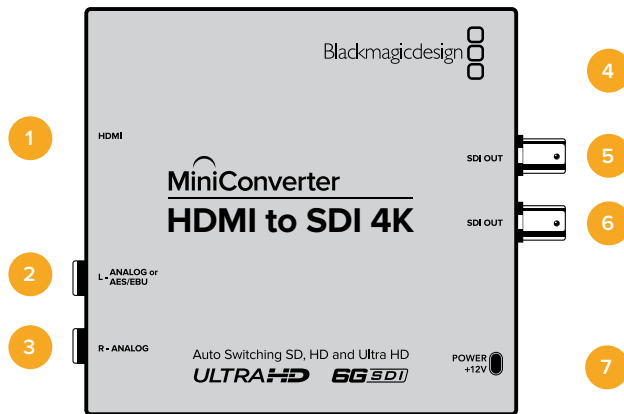 Blackmagicdesign
4
1
HDMI
SDI OUT
5
MiniConverter
HDMI to SDI 4K
SDI OUT
6
2
L - ANALOG or
AES/EBU
3
R - ANALOG
Auto Switching SD, HD and Ultra HD
ULTRAHD 6G SDI
POWER
+12V
7